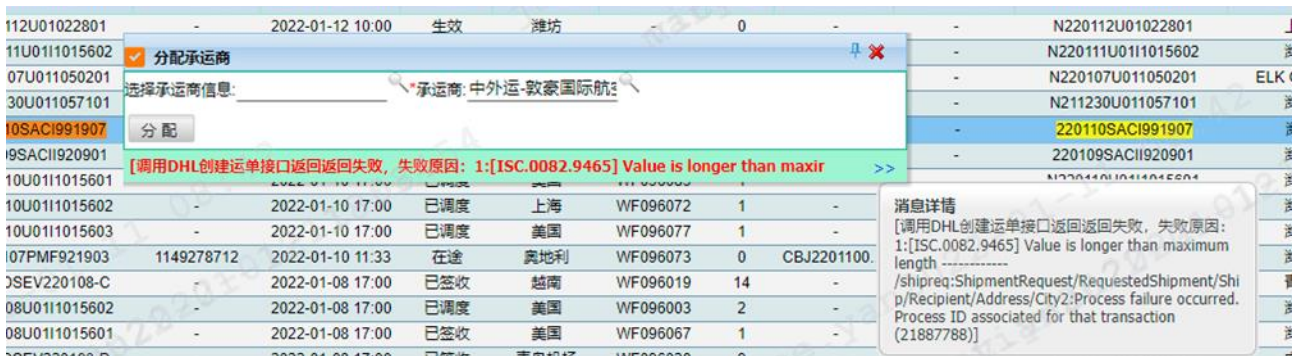 112U01022801 - 2022-01-12 10:00 生效 潍坊 - 0 - - N220112U01022801
11U01I1015602 分配承运商 - N220111U01I1015602
07U011050201 选择承运商信息: *承运商: 中外运-敦豪国际航空 - N220107U011050201 ELK
30U011057101 - N211230U011057101
10SACI991907 分配 - 220110SACI991907
09SACII920901 [调用DHL创建运单接口返回返回失败，失败原因：1:[ISC.0082.9465] Value is longer than maxir >> - 220109SACII920901
10U01I1015601
10U01I1015602 - 2022-01-10 17:00 已调度 上海 WF096072 1 -
10U01I1015603 - 2022-01-10 17:00 已调度 美国 WF096077 1 -
107PMF921903 1149278712 2022-01-10 11:33 在途 奥地利 WF096073 0 CBJ2201100.
OSEV220108-C - 2022-01-08 17:00 已签收 越南 WF096019 14 -
08U01I1015602 - 2022-01-08 17:00 已调度 美国 WF096003 2 -
08U01I1015601 - 2022-01-08 17:00 已签收 美国 WF096067 1
消息详情
[调用DHL创建运单接口返回返回失败，失败原因：
1:[ISC.0082.9465] Value is longer than maximum
length ------------
/shipreq:ShipmentRequest/RequestedShipment/Shi
p/Recipient/Address/City2:Process failure occurred.
Process ID associated for that transaction
(21887788)]